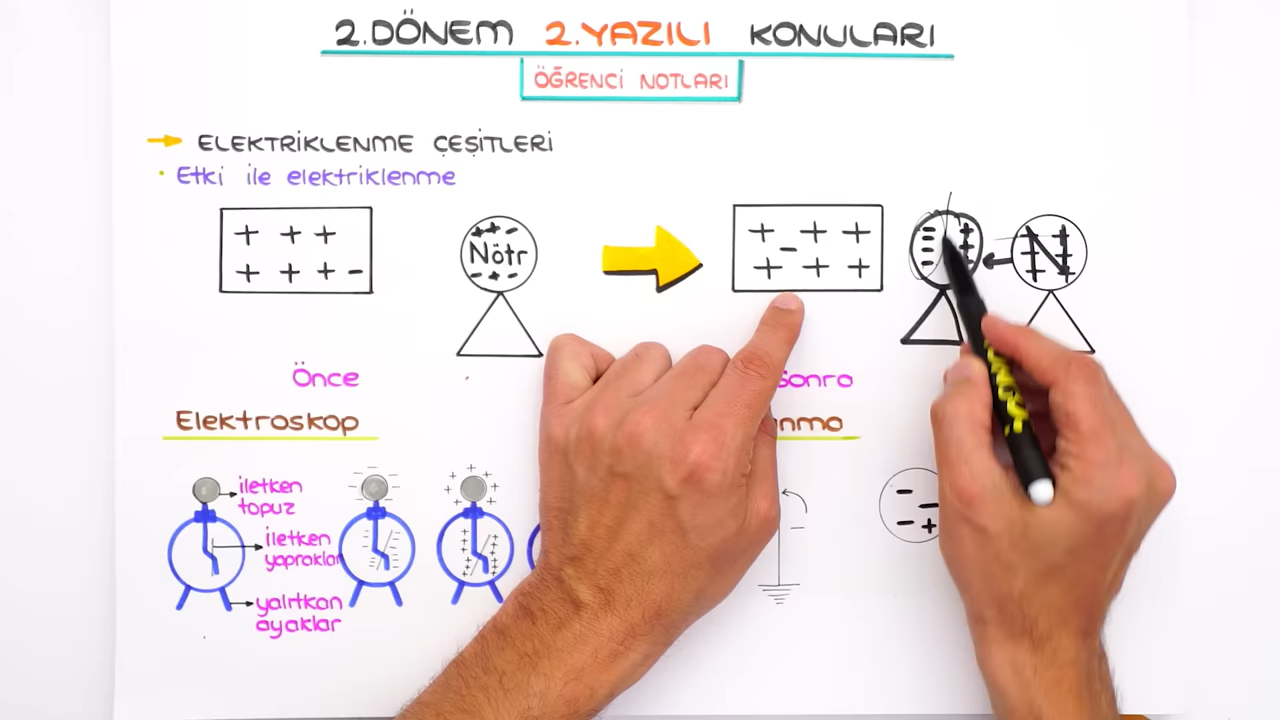 2.DÖNEM 2.YAZILI KONULARI
ÖĞRENCİ NOTLARI
ELEKTRİKLENME ÇEŞİTLERİ
• Etki ile elektriklenme
+ + +
+ + + -
++ -
Nötr
- - +
+ - + +
+ + +
- +
- +
- +
N
Önce
Sonra
Elektroskop
iletken
topuz
iletken
yapraklar
yalıtkan
ayaklar
-
- -
- +